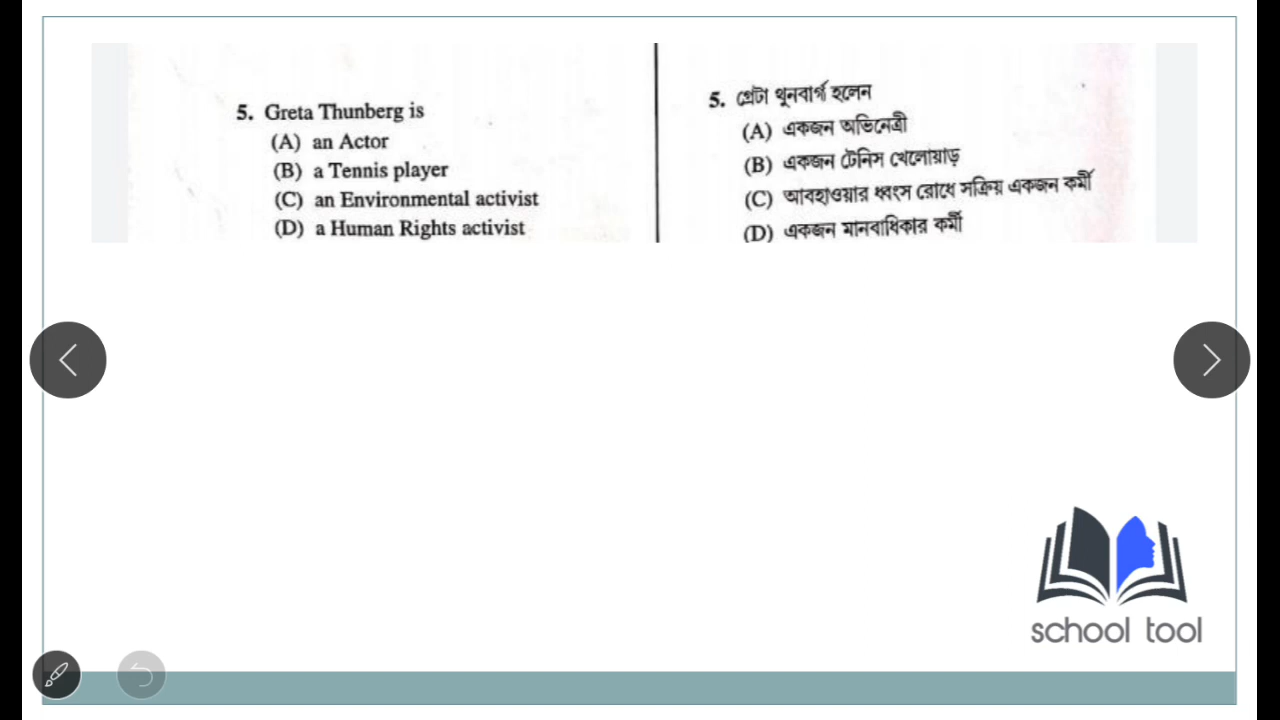 5. Greta Thunberg is
(A) an Actor
(B) a Tennis player
(C) an Environmental activist
(D) a Human Rights activist
5. গ্রেটা থুনবার্গ হলেন
(A) একজন অভিনেত্রী
(B) একজন টেনিস খেলোয়াড়
(C) আবহাওয়ার ধ্বংস রোধে সক্রিয় একজন কর্মী
(D) একজন মানবাধিকার কর্মী
school tool